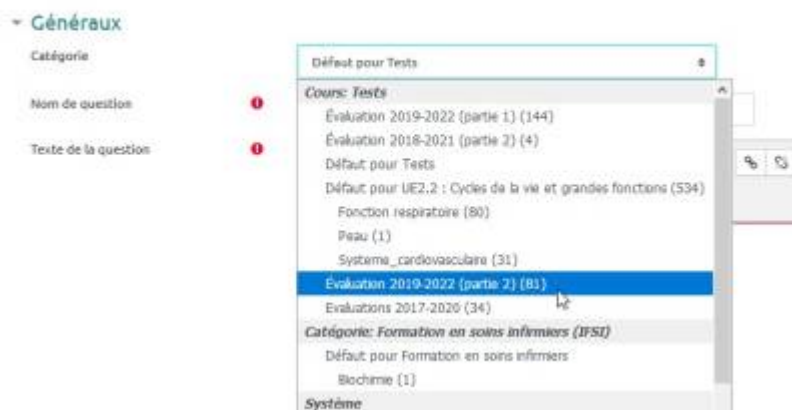 Généraux
Catégorie
Défaut pour Tests
Cours: Tests
Nom de question
Évaluation 2019-2022 (partie 1) (144)
Évaluation 2018-2021 (partie 2) (4)
Texte de la question
Défaut pour Tests
Défaut pour UE2.2 : Cycles de la vie et grandes fonctions (534)
Fonction respiratoire (80)
Peau (1)
Systeme_cardiovasculaire (31)
Évaluation 2019-2022 (partie 2) (81)
Evaluations 2017-2020 (34)
Catégorie: Formation en soins infirmiers (IFSI)
Défaut pour Formation en soins infirmiers
Biochimie (1)
Système